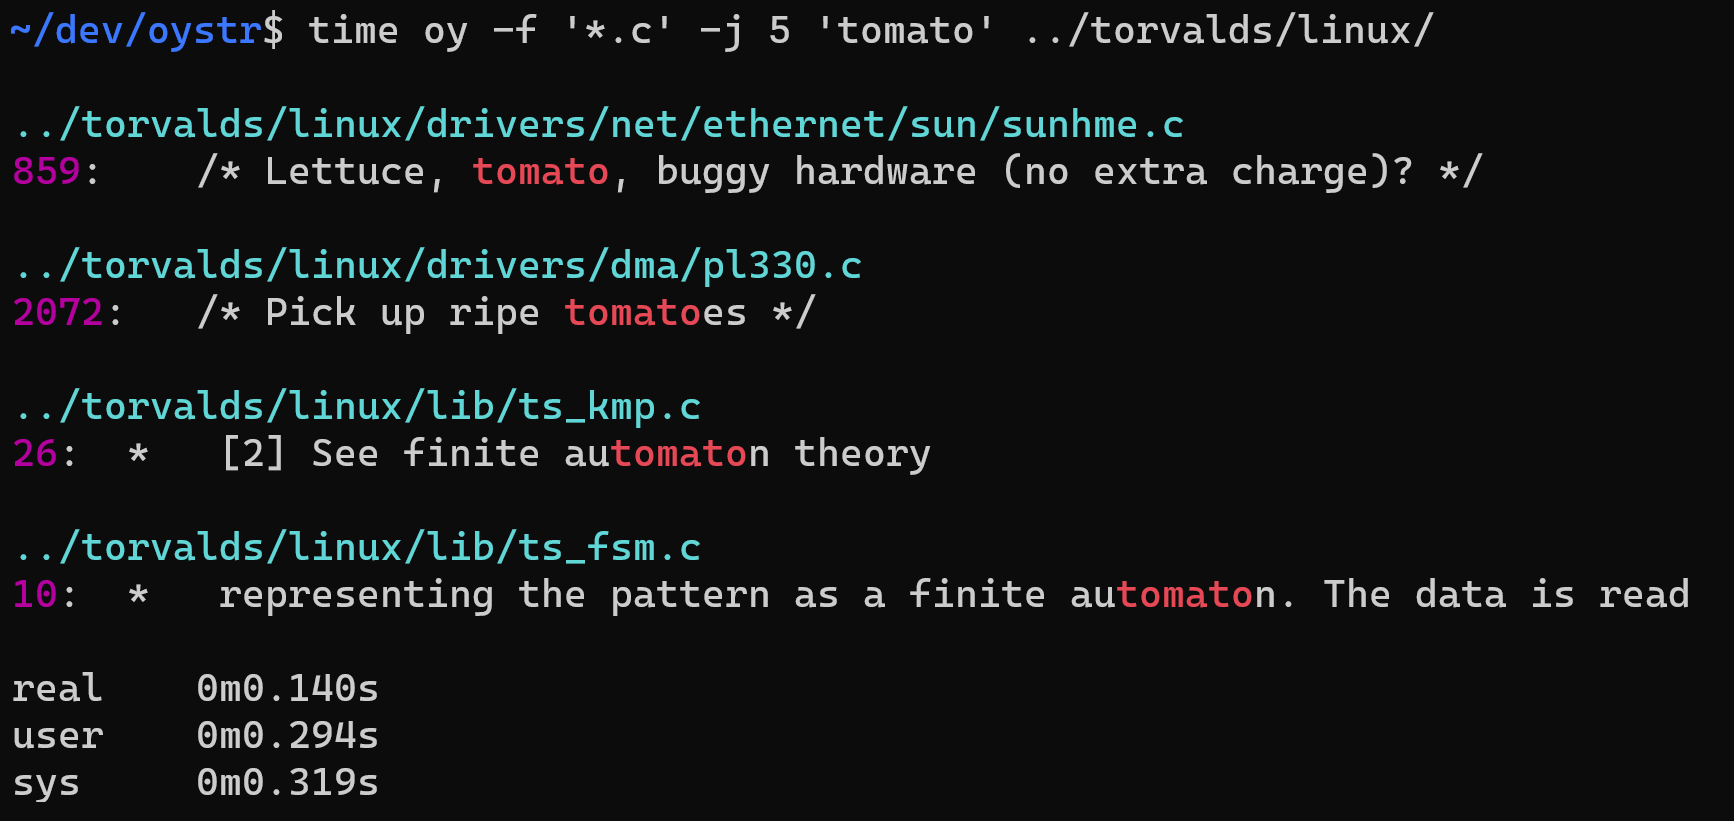 ~/dev/oystr$ time oy -f '*.c' -j 5 'tomato' ../torvalds/linux/
../torvalds/linux/drivers/net/ethernet/sun/sunhme.c
859:    /* Lettuce, tomato, buggy hardware (no extra charge)? */
../torvalds/linux/drivers/dma/pl330.c
2072:   /* Pick up ripe tomatoes */
../torvalds/linux/lib/ts_kmp.c
26:  *   [2] See finite automaton theory
../torvalds/linux/lib/ts_fsm.c
10:  *   representing the pattern as a finite automaton. The data is read
real    0m0.140s
user    0m0.294s
sys     0m0.319s